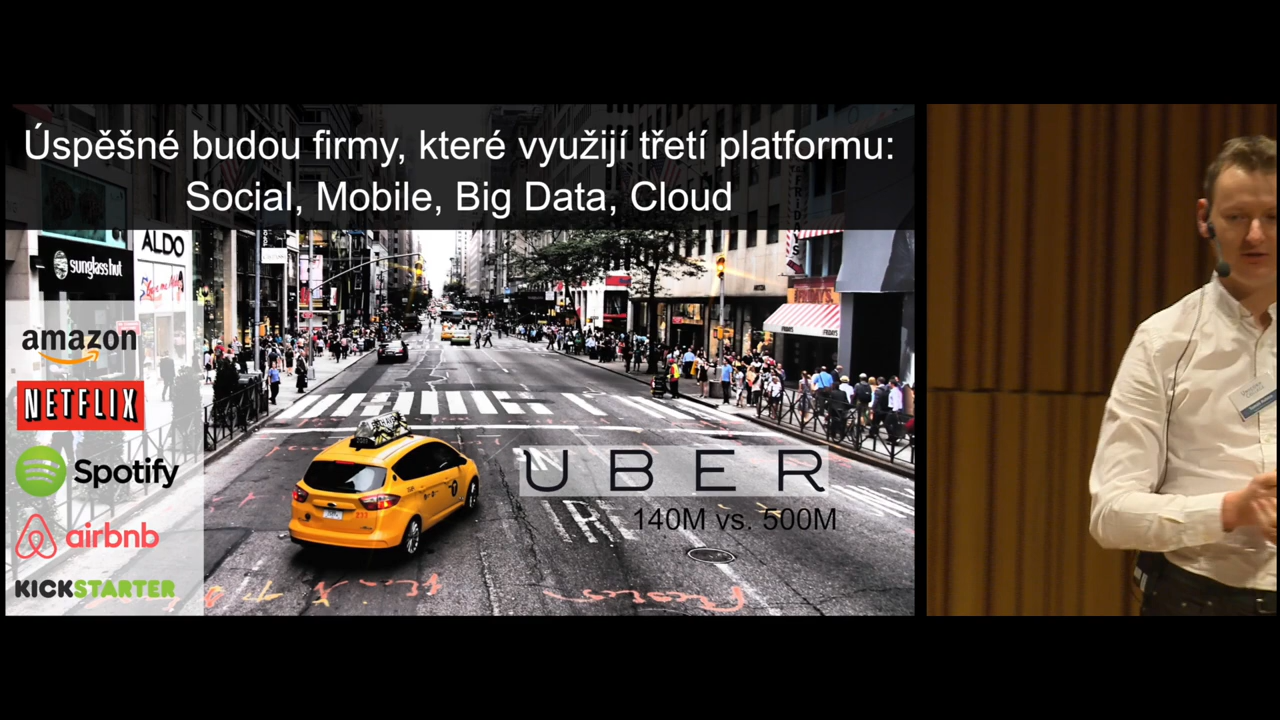 Úspěšné budou firmy, které využijí třetí platformu:
Social, Mobile, Big Data, Cloud
ALDO
sunglass hut
amazon
NETFLIX
Spotify
airbnb
KICKSTARTER
UBER
140M vs. 500M
FRIDAYS